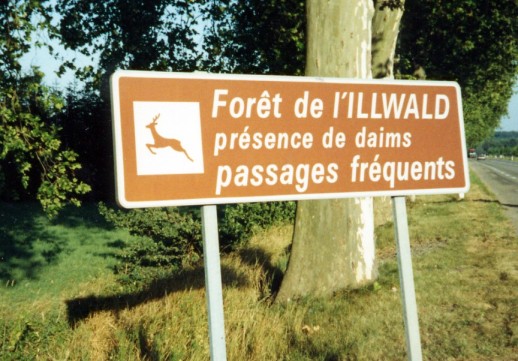 Forêt de l'ILLWALD
présence de daims
passages fréquents